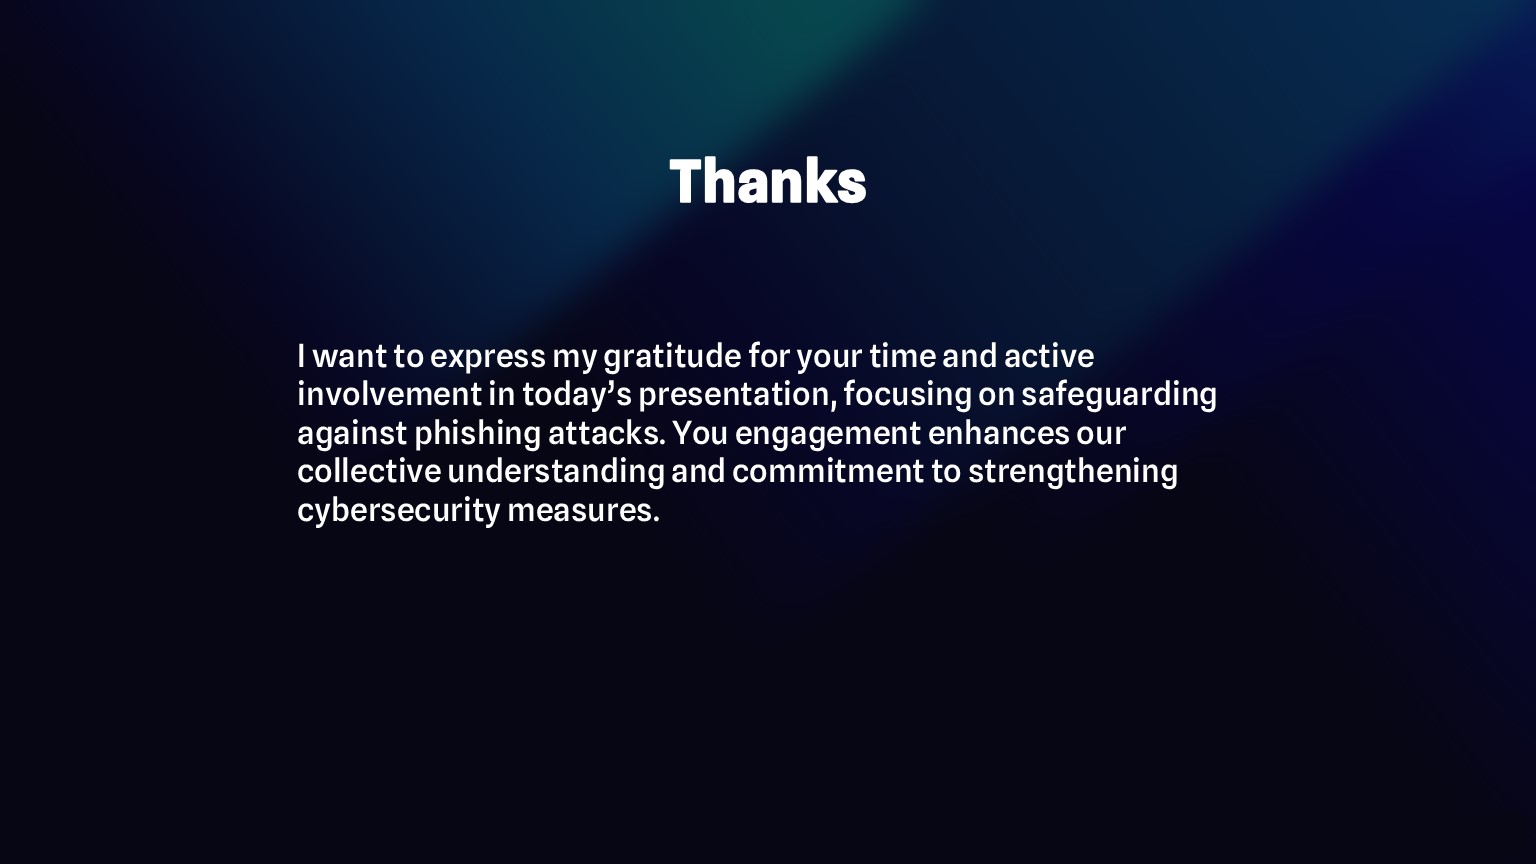 Thanks
I want to express my gratitude for your time and active
involvement in today’s presentation, focusing on safeguarding
against phishing attacks. You engagement enhances our
collective understanding and commitment to strengthening
cybersecurity measures.